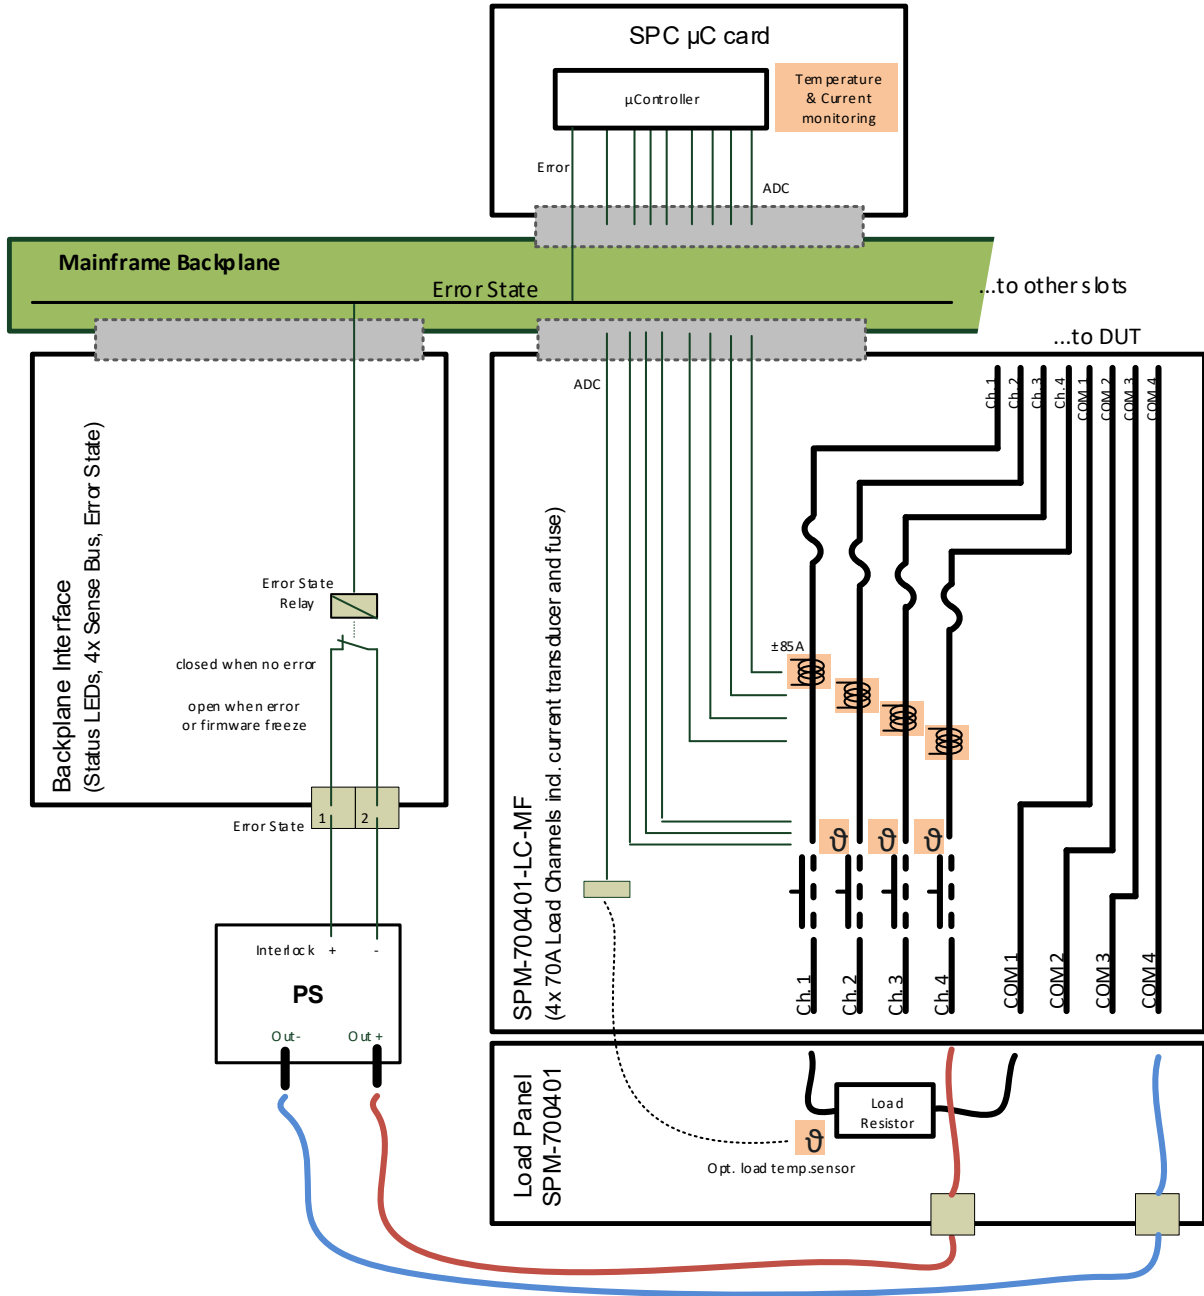 SPC µC card
µController
Temperature
& Current
monitoring
Error
ADC
Mainframe Backplane
Error State
...to other slots
...to DUT
Backplane Interface
(Status LEDs, 4x Sense Bus, Error State)
Error State
Relay
closed when no error
open when error
or firmware freeze
Error State
1
2
Interlock + -
PS
Out-
Out+
SPM-700401-LC-MF
(4x 70A Load Channels incl. current transducer and fuse)
ADC
Ch. 1
Ch. 2
Ch. 3
Ch. 4
COM 1
COM 2
COM 3
COM 4
±85A
ϑ
ϑ
ϑ
Ch. 1
Ch. 2
Ch. 3
Ch. 4
COM 1
COM 2
COM 3
COM 4
Load Panel
SPM-700401
Load
Resistor
ϑ
Opt. load temp.sensor